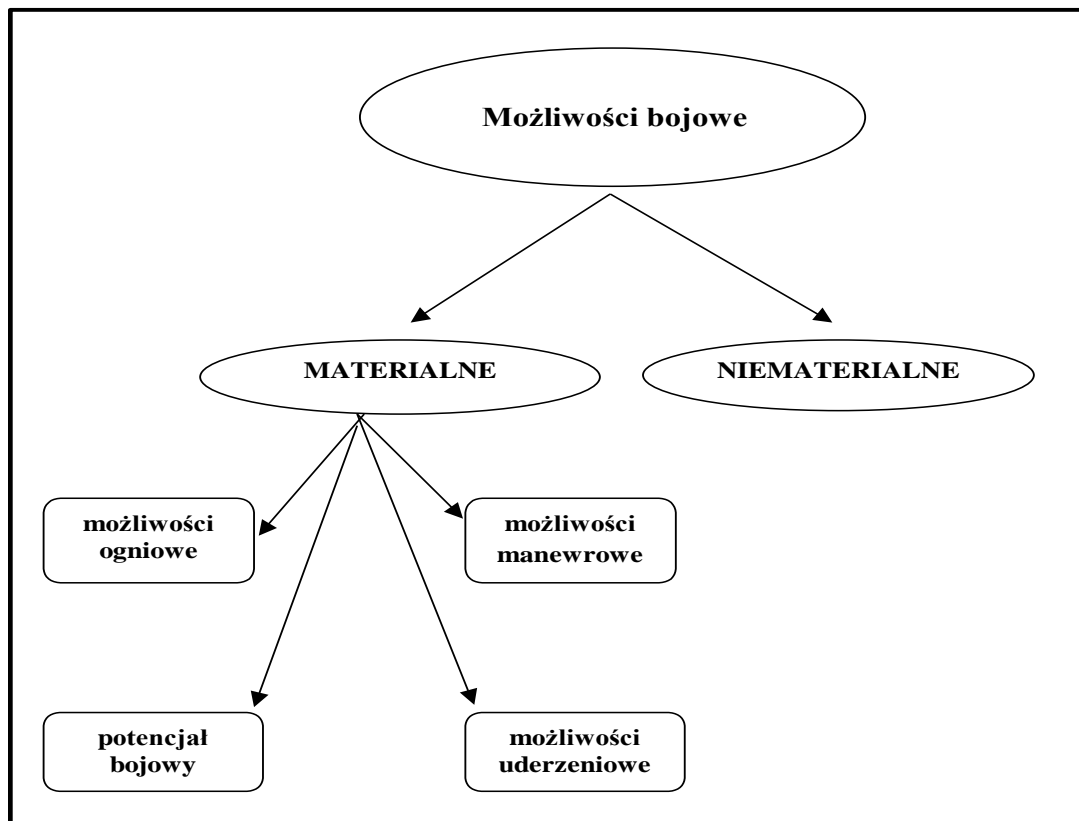 Możliwości bojowe
MATERIALNE
NIEMATERIALNE
możliwości
ogniowe
możliwości
manewrowe
potencjał
bojowy
możliwości
uderzeniowe